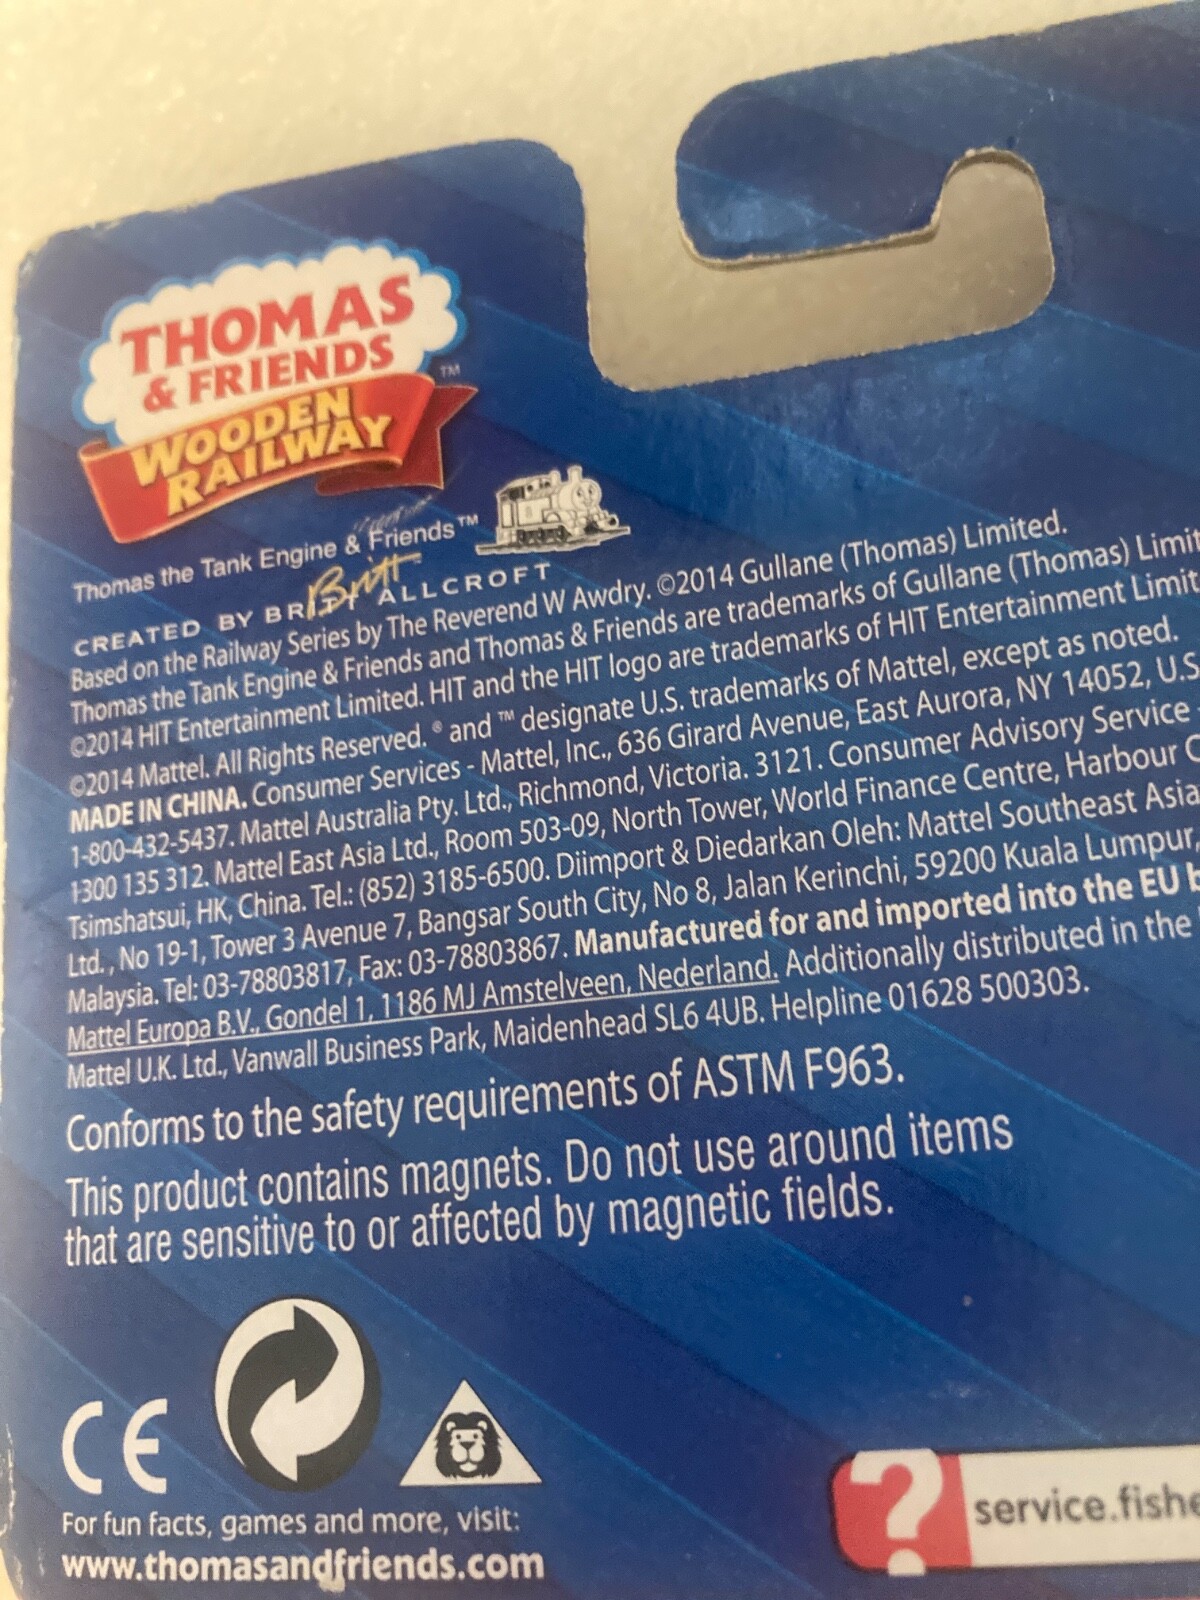 THOMAS
& FRIENDS
WOODEN
RAILWAY
TM
Thomas the Tank Engine & Friends™
CREATED BY BRITT ALLCROFT
Britt
Based on the Railway Series by The Reverend W Awdry. ©2014 Gullane (Thomas) Limited.
Thomas the Tank Engine & Friends and Thomas & Friends are trademarks of Gullane (Thomas) Limit
©2014 HIT Entertainment Limited. HIT and the HIT logo are trademarks of HIT Entertainment Limit
©2014 Mattel. All Rights Reserved. ® and ™ designate U.S. trademarks of Mattel, except as noted.
MADE IN CHINA. Consumer Services - Mattel, Inc., 636 Girard Avenue, East Aurora, NY 14052, U.S
1-800-432-5437. Mattel Australia Pty. Ltd., Richmond, Victoria. 3121. Consumer Advisory Service
1300 135 312. Mattel East Asia Ltd., Room 503-09, North Tower, World Finance Centre, Harbour C
Tsimshatsui, HK, China. Tel.: (852) 3185-6500. Diimport & Diedarkan Oleh: Mattel Southeast Asia
Ltd., No 19-1, Tower 3 Avenue 7, Bangsar South City, No 8, Jalan Kerinchi, 59200 Kuala Lumpur,
Malaysia. Tel: 03-78803817, Fax: 03-78803867. Manufactured for and imported into the EU b
Mattel Europa B.V., Gondel 1, 1186 MJ Amstelveen, Nederland. Additionally distributed in the
Mattel U.K. Ltd., Vanwall Business Park, Maidenhead SL6 4UB. Helpline 01628 500303.
Conforms to the safety requirements of ASTM F963.
This product contains magnets. Do not use around items
that are sensitive to or affected by magnetic fields.
CE
For fun facts, games and more, visit:
www.thomasandfriends.com
? service.fishe